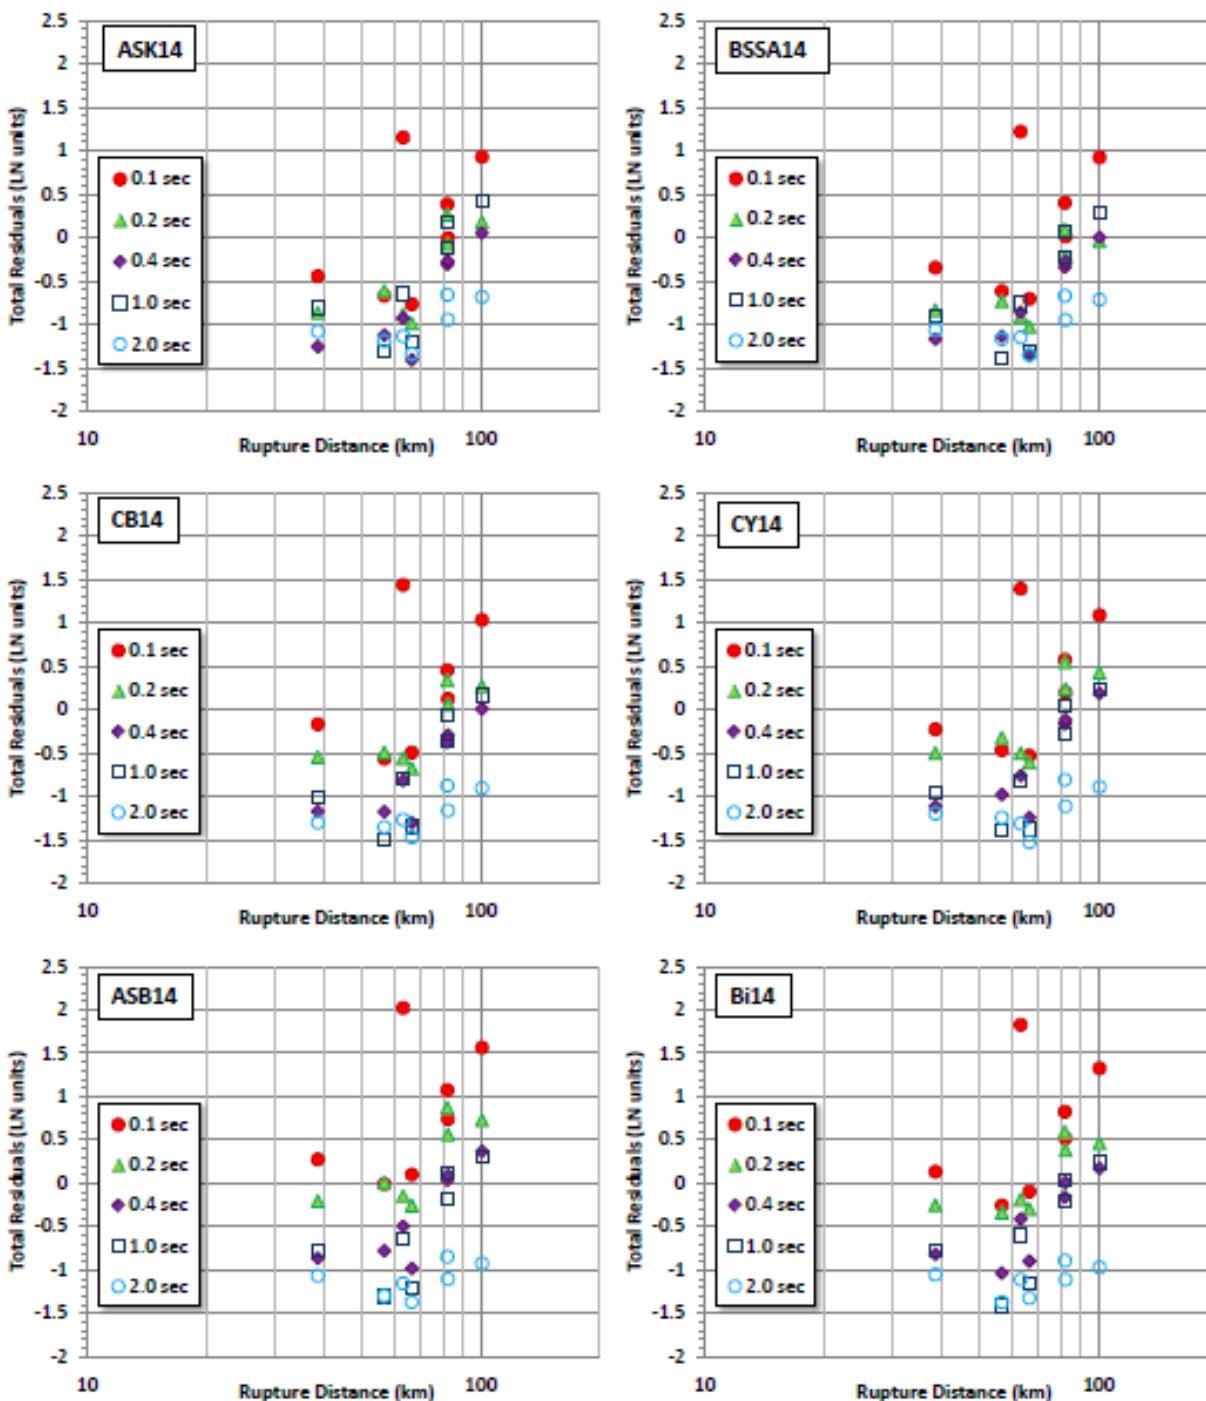 ASK14
2.5
2
1.5
1
0.5
0
-0.5
-1
-1.5
-2
Total Residuals (LN units)
0.1 sec
0.2 sec
0.4 sec
1.0 sec
2.0 sec
10
100
Rupture Distance (km)
BSSA14
2.5
2
1.5
1
0.5
0
-0.5
-1
-1.5
-2
Total Residuals (LN units)
0.1 sec
0.2 sec
0.4 sec
1.0 sec
2.0 sec
10
100
Rupture Distance (km)
CB14
2.5
2
1.5
1
0.5
0
-0.5
-1
-1.5
-2
Total Residuals (LN units)
0.1 sec
0.2 sec
0.4 sec
1.0 sec
2.0 sec
10
100
Rupture Distance (km)
CY14
2.5
2
1.5
1
0.5
0
-0.5
-1
-1.5
-2
Total Residuals (LN units)
0.1 sec
0.2 sec
0.4 sec
1.0 sec
2.0 sec
10
100
Rupture Distance (km)
ASB14
2.5
2
1.5
1
0.5
0
-0.5
-1
-1.5
-2
Total Residuals (LN units)
0.1 sec
0.2 sec
0.4 sec
1.0 sec
2.0 sec
10
100
Rupture Distance (km)
Bi14
2.5
2
1.5
1
0.5
0
-0.5
-1
-1.5
-2
Total Residuals (LN units)
0.1 sec
0.2 sec
0.4 sec
1.0 sec
2.0 sec
10
100
Rupture Distance (km)